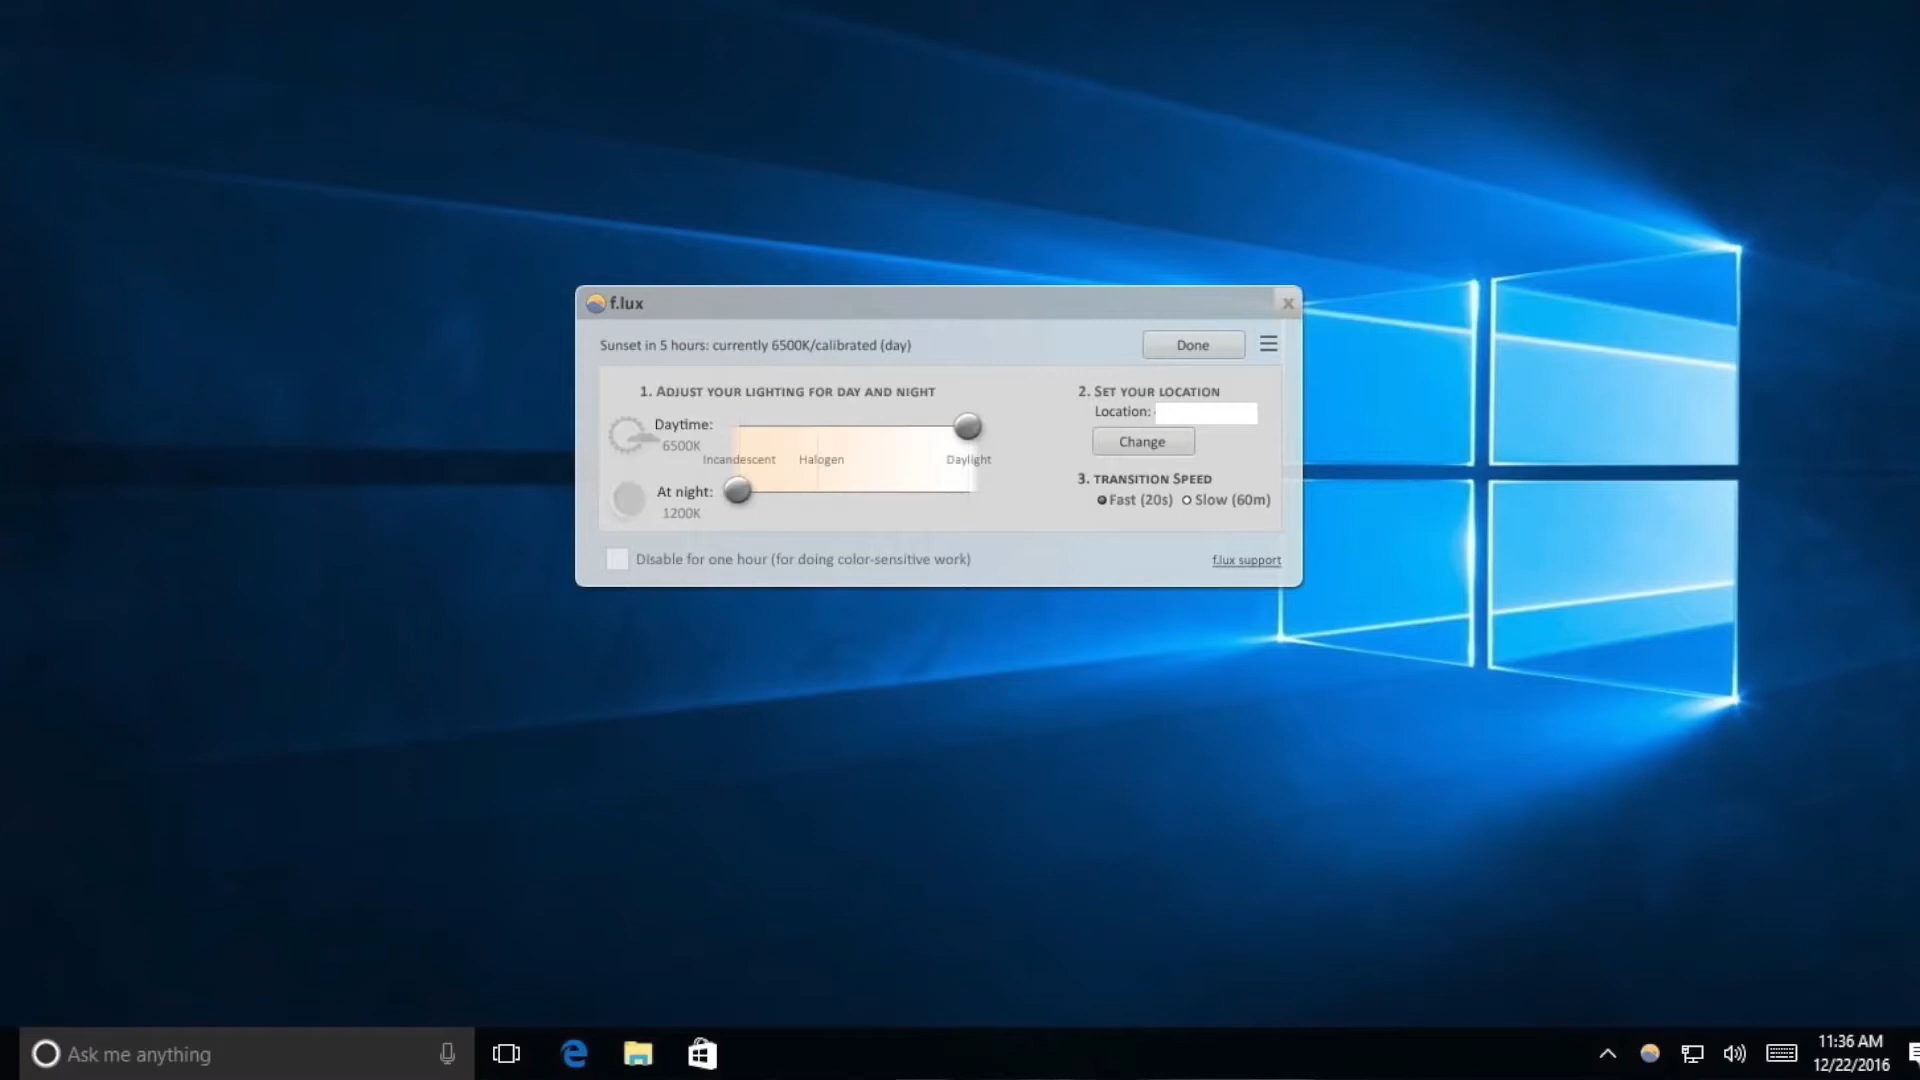 f.lux
x
Sunset in 5 hours: currently 6500K/calibrated (day)
Done
1. Adjust your lighting for day and night
Daytime:
6500K
Incandescent Halogen Daylight
At night:
1200K
2. Set your location
Location:
Change
3. Transition Speed
Fast (20s) Slow (60m)
Disable for one hour (for doing color-sensitive work)
f.lux support
Ask me anything
11:36 AM
12/22/2016